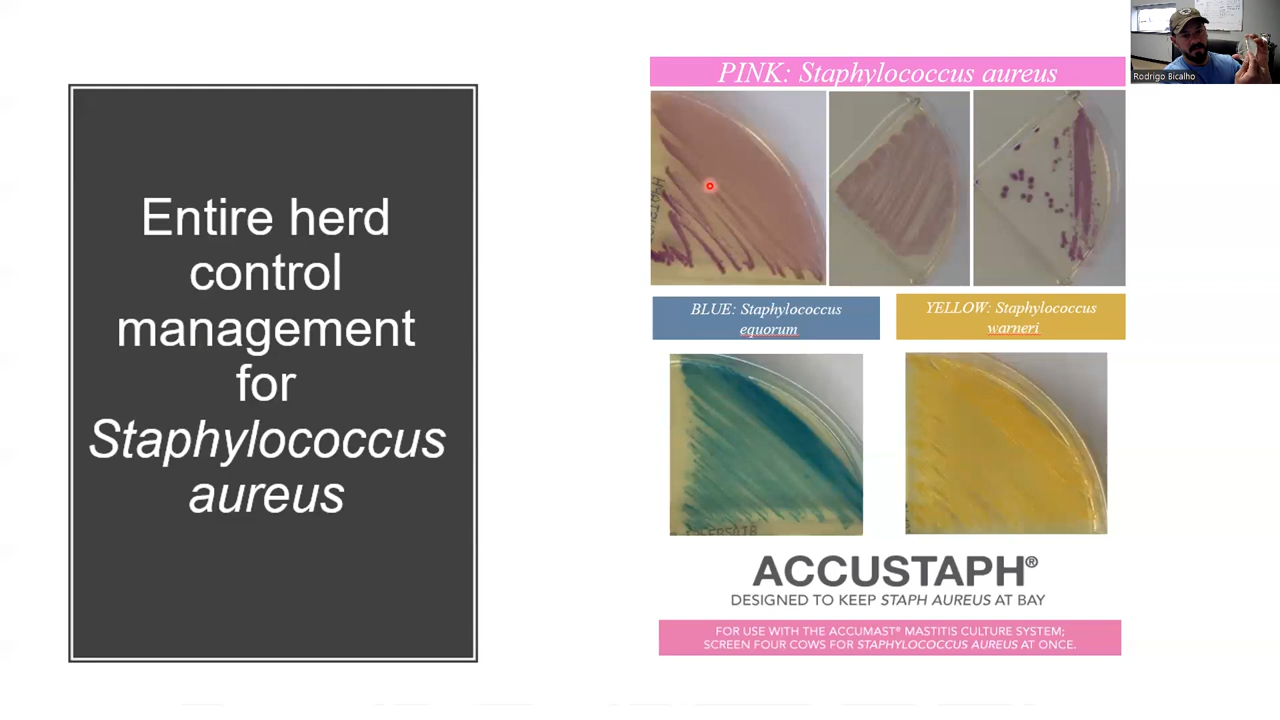 Entire herd
control
management
for
Staphylococcus
aureus
PINK: Staphylococcus aureus
BLUE: Staphylococcus
equorum
YELLOW: Staphylococcus
warneri
ACCUSTAPH®
DESIGNED TO KEEP STAPH AUREUS AT BAY
FOR USE WITH THE ACCUMAST® MASTITIS CULTURE SYSTEM;
SCREEN FOUR COWS FOR STAPHYLOCOCCUS AUREUS AT ONCE.
Rodrigo Bicalho